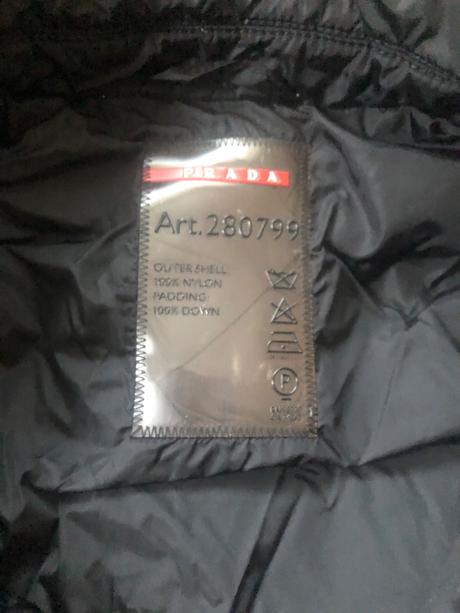 PRADA
Art.280799
OUTER SHELL
100% NYLON
PADDING
100% DOWN
P